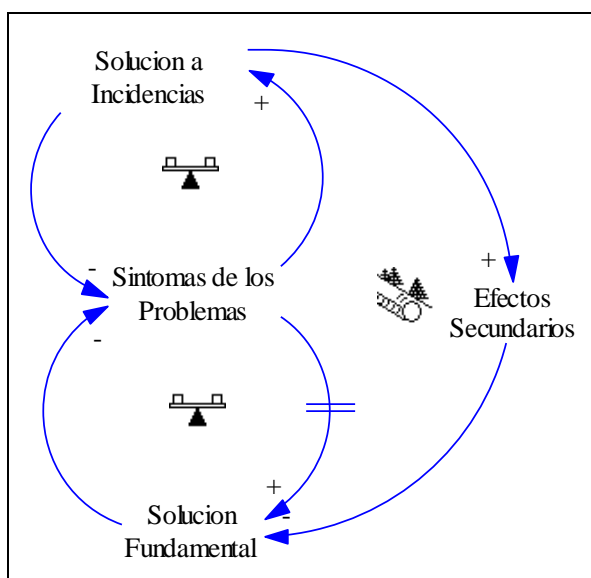 Solucion a
Incidencias
+
-
Sintomas de los
Problemas
-
+
Efectos
Secundarios
+
-
Solucion
Fundamental